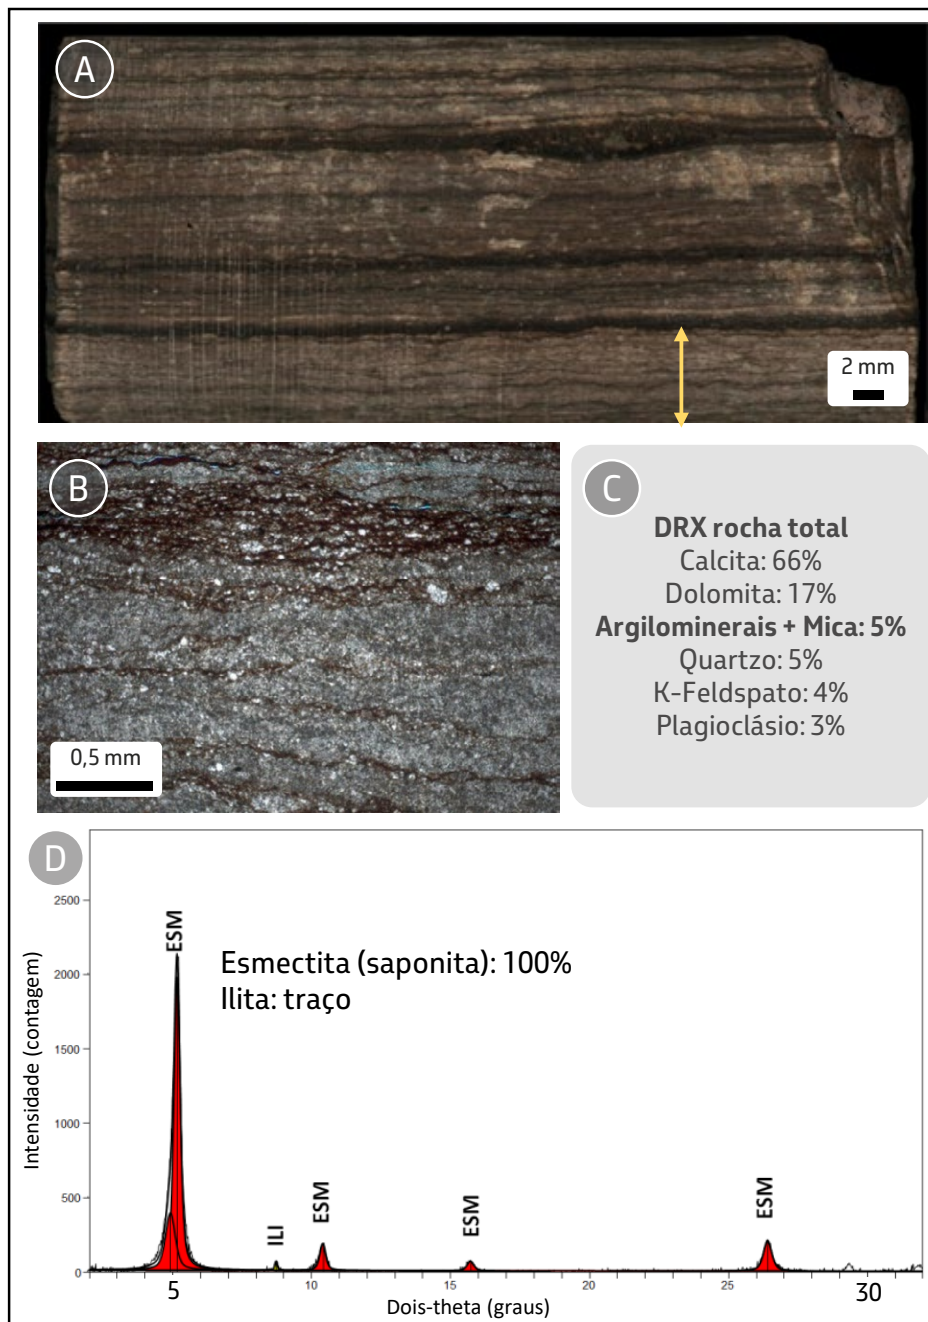 A
2 mm
B
0,5 mm
C
DRX rocha total
Calcita: 66%
Dolomita: 17%
Argilominerais + Mica: 5%
Quartzo: 5%
K-Feldspato: 4%
Plagioclásio: 3%
D
Esmectita (saponita): 100%
Ilita: traço
ESM
ILI
ESM
ESM
ESM
Intensidade (contagem)
2500
2000
1500
1000
500
0
5
10
15
20
25
30
Dois-theta (graus)